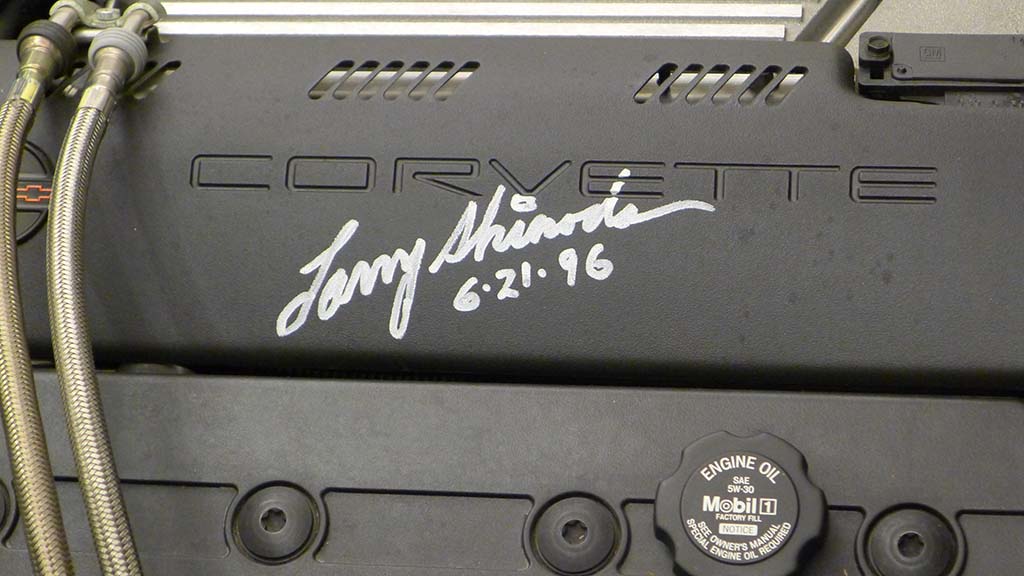 GM
CORVETTE
Larry Shinoda
6·21·96
ENGINE OIL
SAE
5W-30
Mobil 1
FACTORY FILL
NOTICE
SEE OWNER'S MANUAL
SPECIAL ENGINE OIL REQUIRED